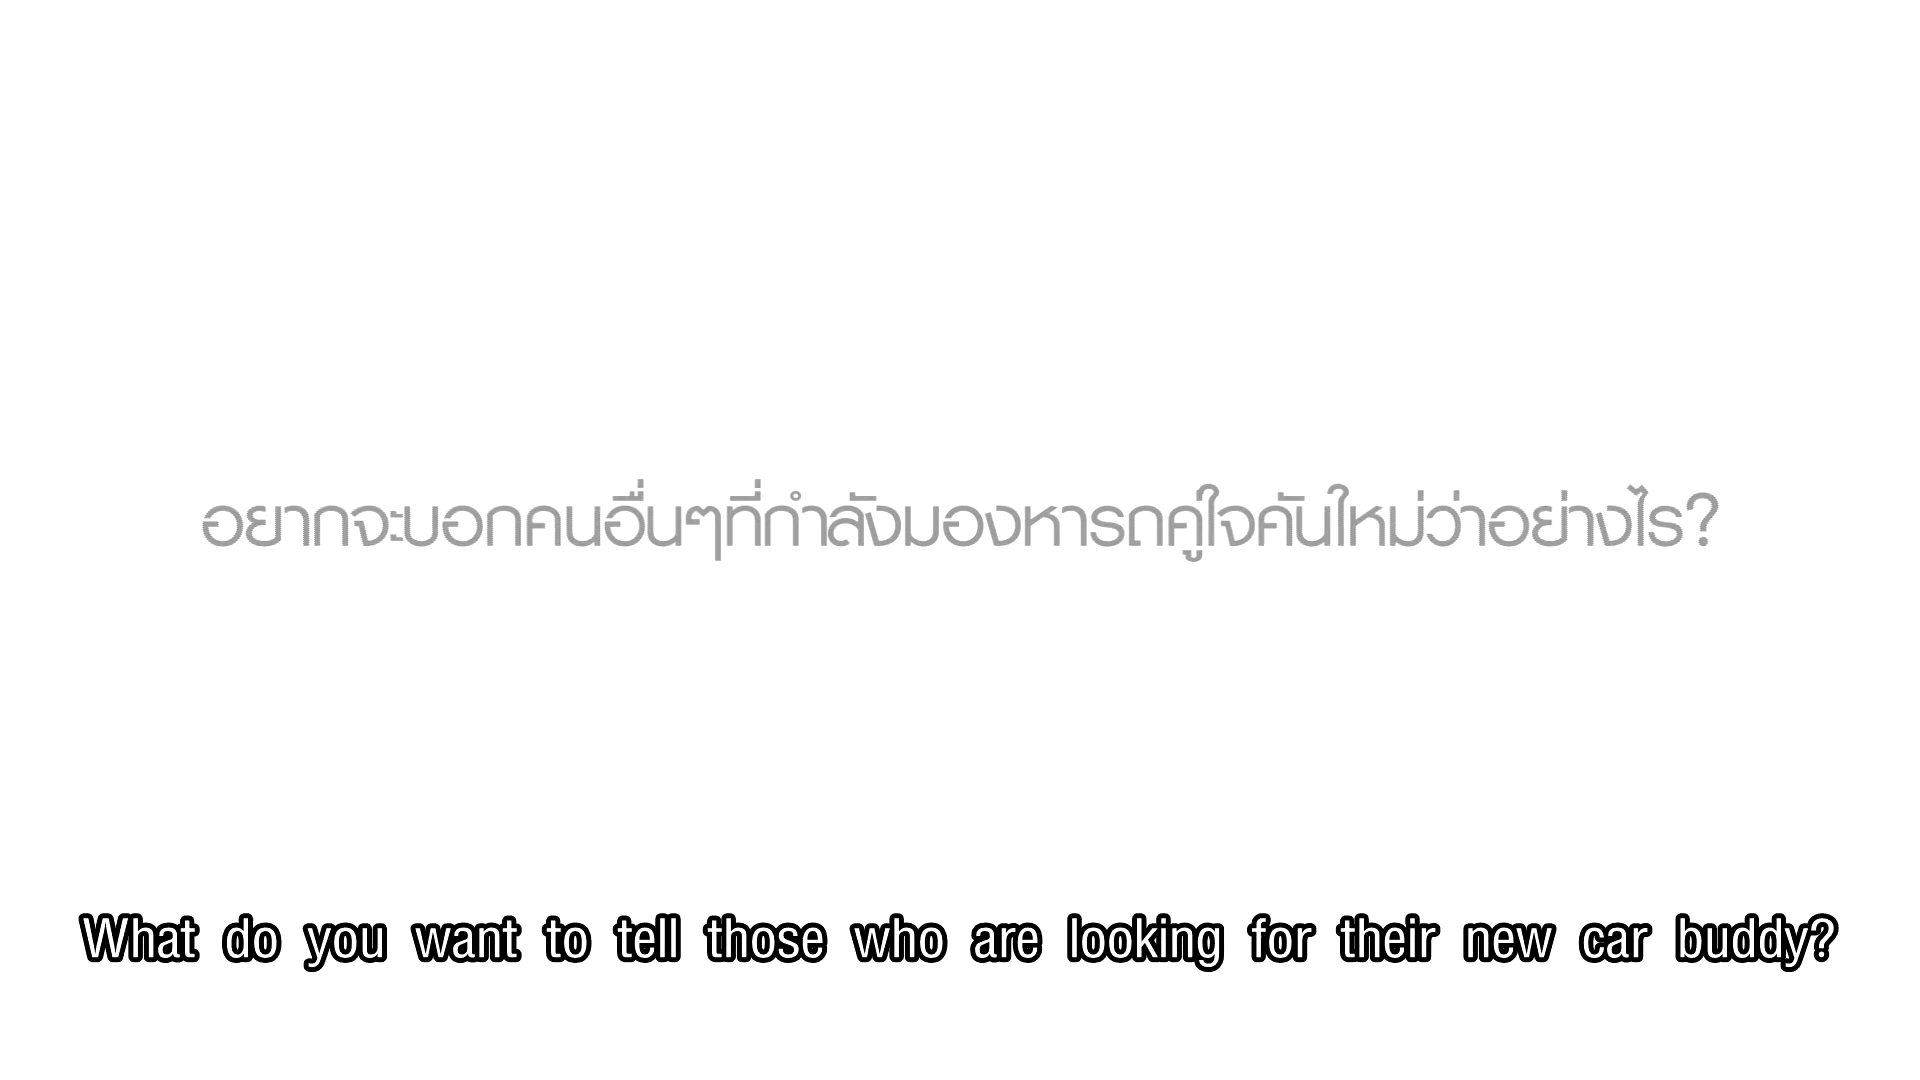 อยากจะบอกคนอื่นๆที่กำลังมองหารถคู่ใจคันใหม่ว่าอย่างไร?
What do you want to tell those who are looking for their new car buddy?